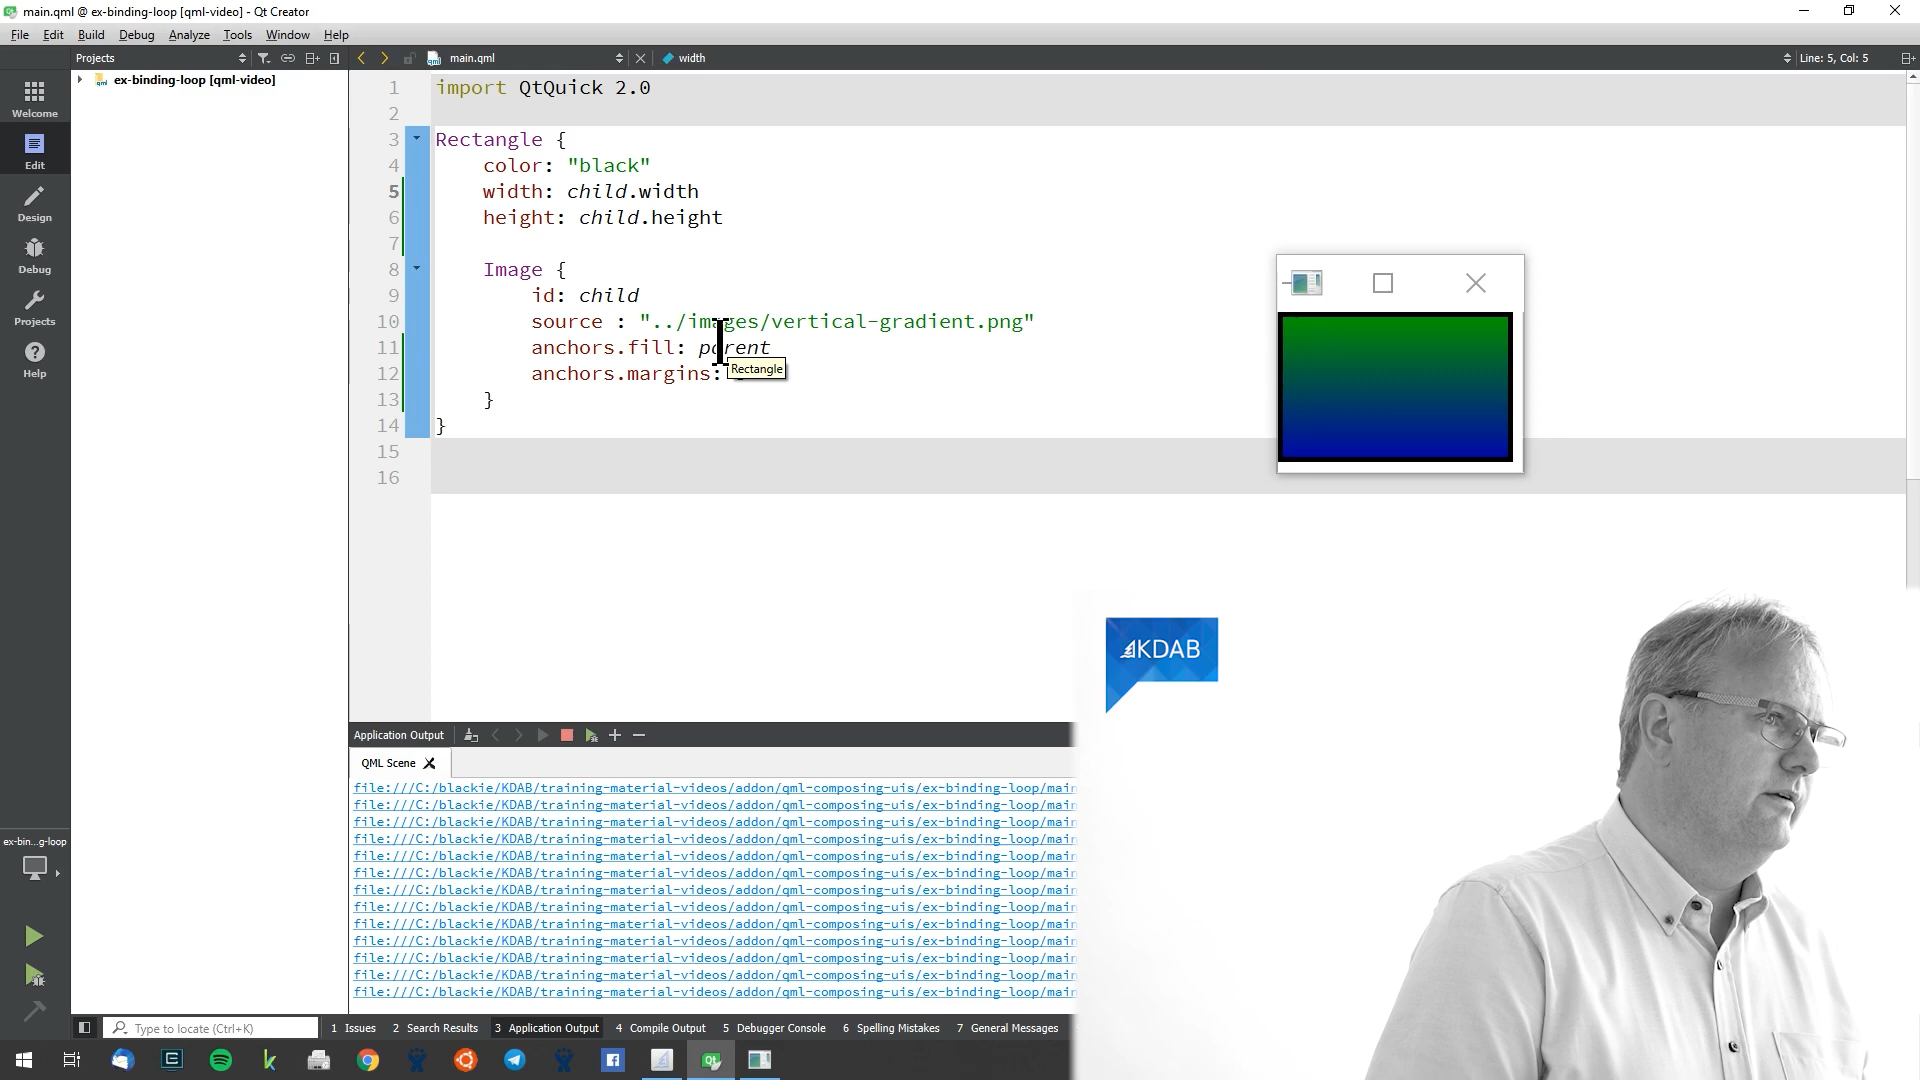 main.qml @ ex-binding-loop [qml-video] - Qt Creator
File Edit Build Debug Analyze Tools Window Help
Projects
main.qml
width
Line: 5, Col: 5
ex-binding-loop [qml-video]
Welcome
Edit
Design
Debug
Projects
Help
1 import QtQuick 2.0
2
3 Rectangle {
4 color: "black"
5 width: child.width
6 height: child.height
7
8 Image {
9 id: child
10 source : "../images/vertical-gradient.png"
11 anchors.fill: parent
12 anchors.margins:
13 }
14 }
15
16
Rectangle
KDAB
Application Output
QML Scene
file:///C:/blackie/KDAB/training-material-videos/addon/qml-composing-uis/ex-binding-loop/main
file:///C:/blackie/KDAB/training-material-videos/addon/qml-composing-uis/ex-binding-loop/main
file:///C:/blackie/KDAB/training-material-videos/addon/qml-composing-uis/ex-binding-loop/main
file:///C:/blackie/KDAB/training-material-videos/addon/qml-composing-uis/ex-binding-loop/main
file:///C:/blackie/KDAB/training-material-videos/addon/qml-composing-uis/ex-binding-loop/main
file:///C:/blackie/KDAB/training-material-videos/addon/qml-composing-uis/ex-binding-loop/main
file:///C:/blackie/KDAB/training-material-videos/addon/qml-composing-uis/ex-binding-loop/main
file:///C:/blackie/KDAB/training-material-videos/addon/qml-composing-uis/ex-binding-loop/main
file:///C:/blackie/KDAB/training-material-videos/addon/qml-composing-uis/ex-binding-loop/main
file:///C:/blackie/KDAB/training-material-videos/addon/qml-composing-uis/ex-binding-loop/main
file:///C:/blackie/KDAB/training-material-videos/addon/qml-composing-uis/ex-binding-loop/main
file:///C:/blackie/KDAB/training-material-videos/addon/qml-composing-uis/ex-binding-loop/main
file:///C:/blackie/KDAB/training-material-videos/addon/qml-composing-uis/ex-binding-loop/main
ex-bin...g-loop
Type to locate (Ctrl+K)
1 Issues 2 Search Results 3 Application Output 4 Compile Output 5 Debugger Console 6 Spelling Mistakes 7 General Messages